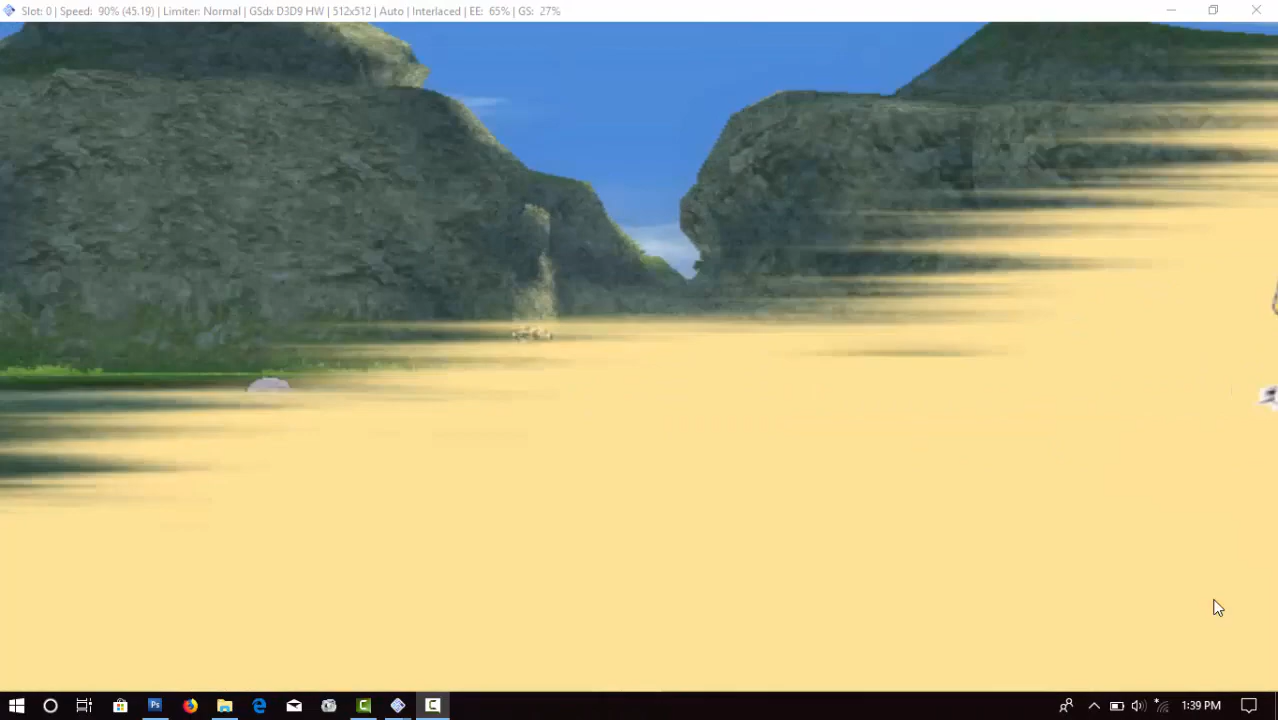 Slot: 0 | Speed: 90% (45.19) | Limiter: Normal | GSdx D3D9 HW | 512x512 | Auto | Interlaced | EE: 65% | GS: 27%
Ps
1:39 PM